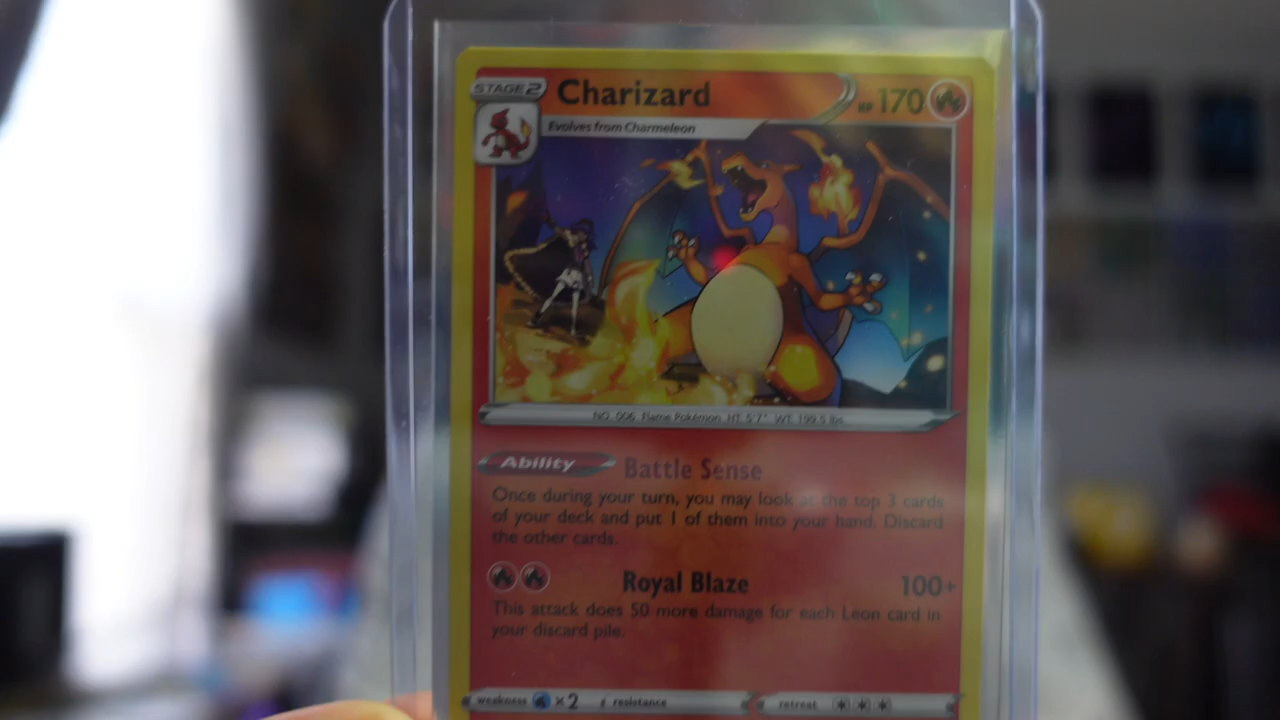 STAGE2
Charizard
HP 170
Evolves from Charmeleon
NO. 006 Flame Pokémon HT: 5'7" WT: 199.5 lbs.
Ability Battle Sense
Once during your turn, you may look at the top 3 cards
of your deck and put 1 of them into your hand. Discard
the other cards.
Royal Blaze 100+
This attack does 50 more damage for each Leon card in
your discard pile.
weakness ×2 resistance retreat